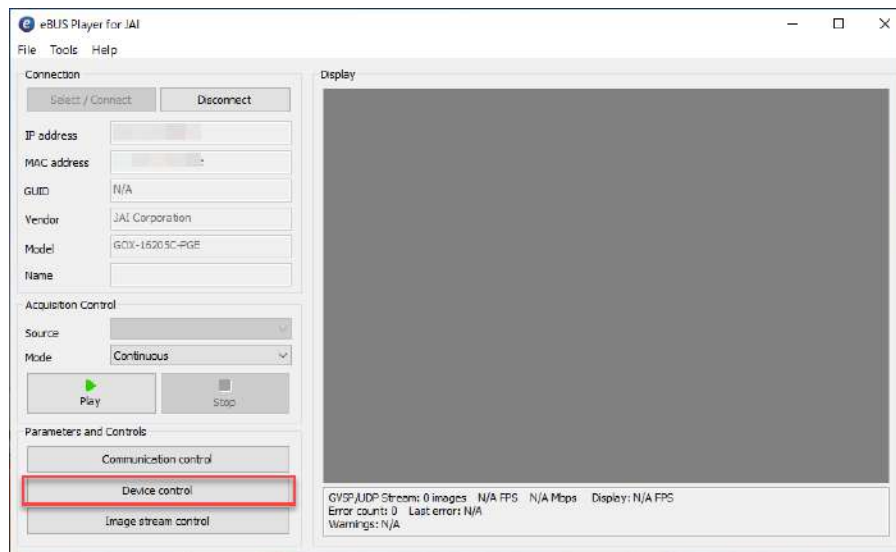 eBUS Player for JAI
File Tools Help
Connection
Select / Connect
Disconnect
IP address
MAC address
GUID
N/A
Vendor
JAI Corporation
Model
GOX-16205C-PGE
Name
Acquisition Control
Source
Mode
Continuous
Play
Stop
Parameters and Controls
Communication control
Device control
Image stream control
Display
GVSP/UDP Stream: 0 images N/A FPS N/A Mbps Display: N/A FPS
Error count: 0 Last error: N/A
Warnings: N/A